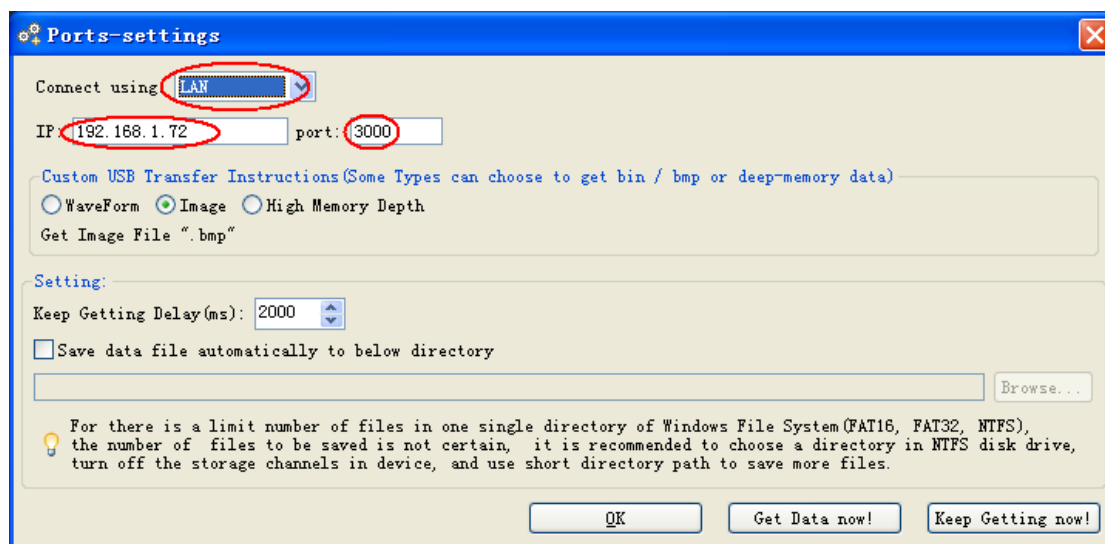 Ports-settings
Connect using LAN
IP: 192.168.1.72 port: 3000
Custom USB Transfer Instructions(Some Types can choose to get bin / bmp or deep-memory data)
WaveForm Image High Memory Depth
Get Image File ".bmp"
Setting:
Keep Getting Delay(ms): 2000
Save data file automatically to below directory
Browse...
For there is a limit number of files in one single directory of Windows File System(FAT16, FAT32, NTFS),
the number of files to be saved is not certain, it is recommended to choose a directory in NTFS disk drive,
turn off the storage channels in device, and use short directory path to save more files.
OK Get Data now! Keep Getting now!